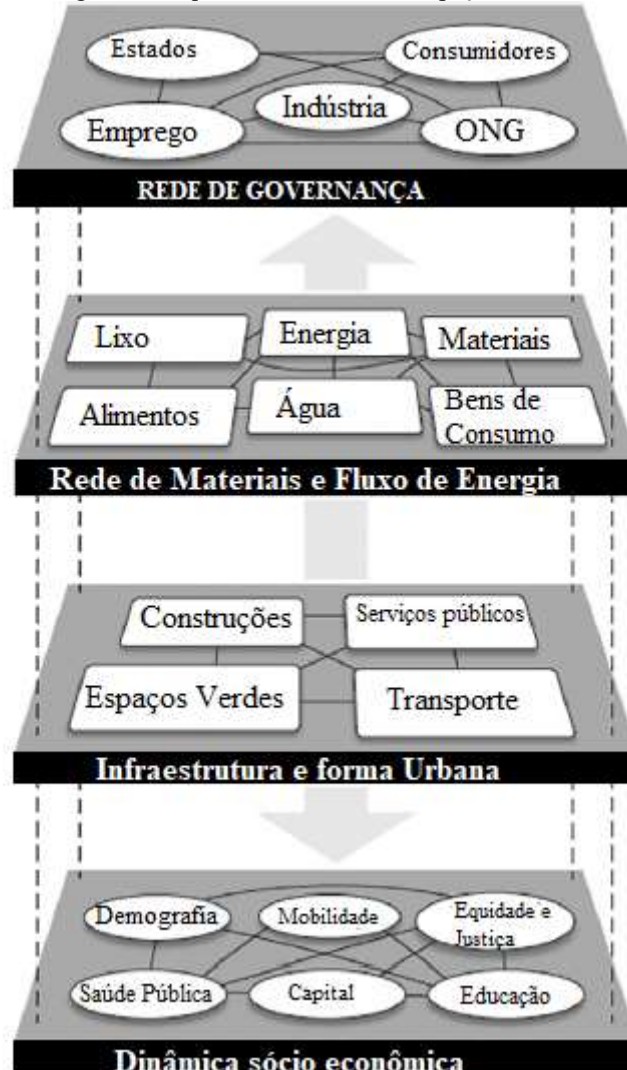 Estados
Consumidores
Indústria
Emprego
ONG
REDE DE GOVERNANÇA
Lixo
Energia
Materiais
Alimentos
Água
Bens de
Consumo
Rede de Materiais e Fluxo de Energia
Construções
Serviços públicos
Espaços Verdes
Transporte
Infraestrutura e forma Urbana
Demografia
Mobilidade
Equidade e
Justiça
Saúde Pública
Capital
Educação
Dinâmica sócio econômica